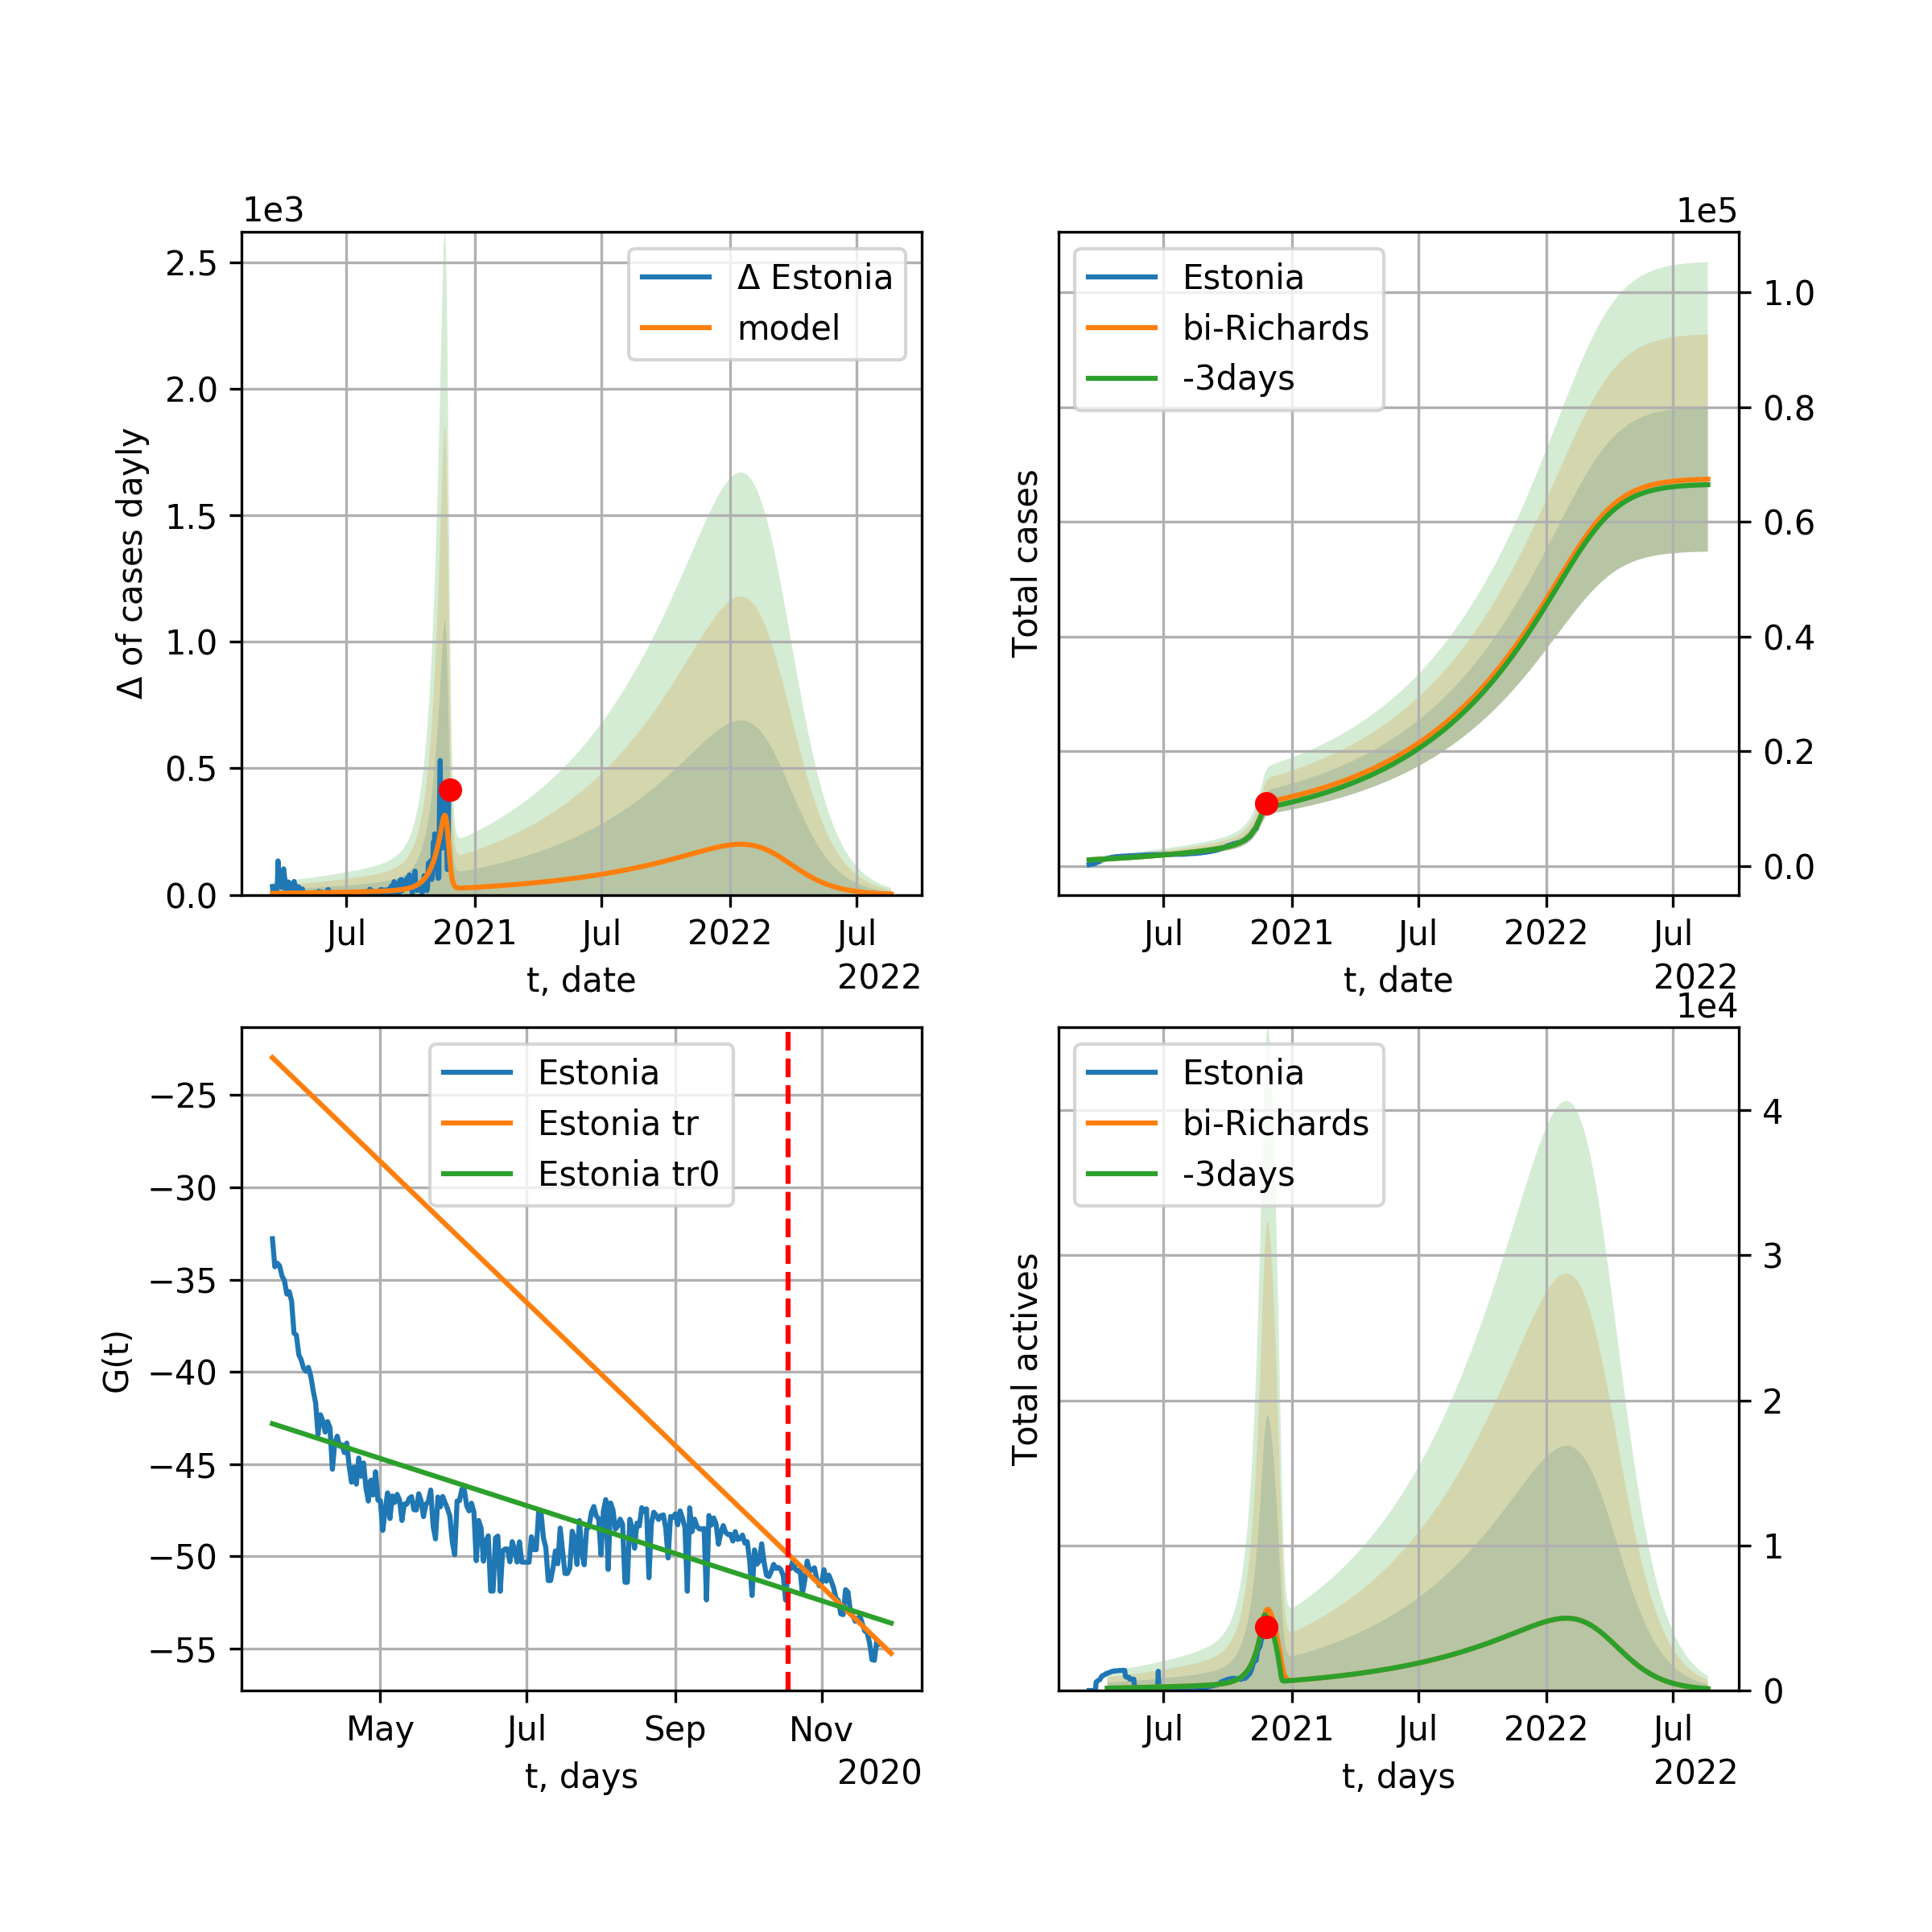 1e3
2.5
2.0
1.5
1.0
0.5
0.0
Δ of cases dayly
Δ Estonia
model
Jul
2021
Jul
2022
Jul
2022
t, date
1e5
Estonia
bi-Richards
-3days
Total cases
1.0
0.8
0.6
0.4
0.2
0.0
Jul
2021
Jul
2022
Jul
2022
t, date
−25
−30
−35
−40
−45
−50
−55
G(t)
Estonia
Estonia tr
Estonia tr0
May
Jul
Sep
Nov
2020
t, days
1e4
Estonia
bi-Richards
-3days
Total actives
4
3
2
1
0
Jul
2021
Jul
2022
Jul
2022
t, days